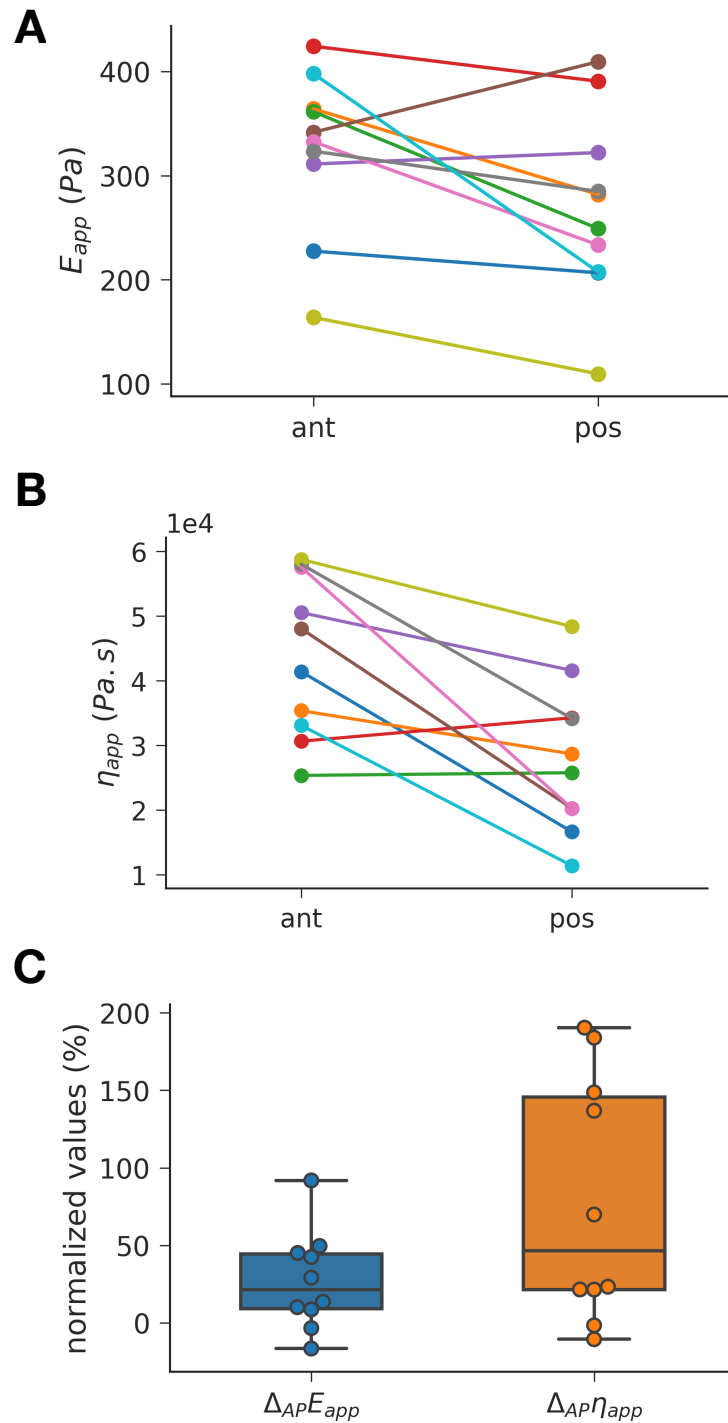 A
E_app (Pa)
400
300
200
100
ant pos
B
1e4
η_app (Pa.s)
6
5
4
3
2
1
ant pos
C
normalized values (%)
200
150
100
50
0
Δ_AP E_app Δ_AP η_app